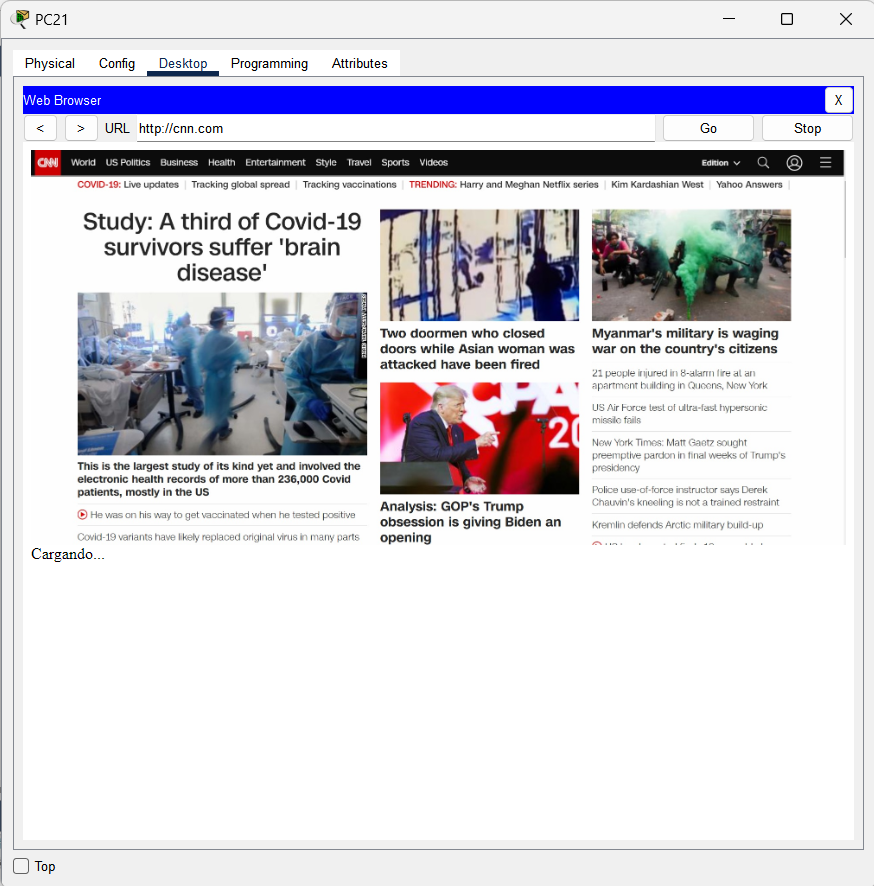 PC21
Physical Config Desktop Programming Attributes
Web Browser X
< > URL http://cnn.com Go Stop
CNN World US Politics Business Health Entertainment Style Travel Sports Videos Edition
COVID-19: Live updates Tracking global spread Tracking vaccinations TRENDING: Harry and Meghan Netflix series Kim Kardashian West Yahoo Answers
Study: A third of Covid-19
survivors suffer 'brain
disease'
This is the largest study of its kind yet and involved the
electronic health records of more than 236,000 Covid
patients, mostly in the US
He was on his way to get vaccinated when he tested positive
Covid-19 variants have likely replaced original virus in many parts
Two doormen who closed
doors while Asian woman was
attacked have been fired
CPA
20
Analysis: GOP's Trump
obsession is giving Biden an
opening
Myanmar's military is waging
war on the country's citizens
21 people injured in 8-alarm fire at an
apartment building in Queens, New York
US Air Force test of ultra-fast hypersonic
missile fails
New York Times: Matt Gaetz sought
preemptive pardon in final weeks of Trump's
presidency
Police use-of-force instructor says Derek
Chauvin's kneeling is not a trained restraint
Kremlin defends Arctic military build-up
Cargando...
Top